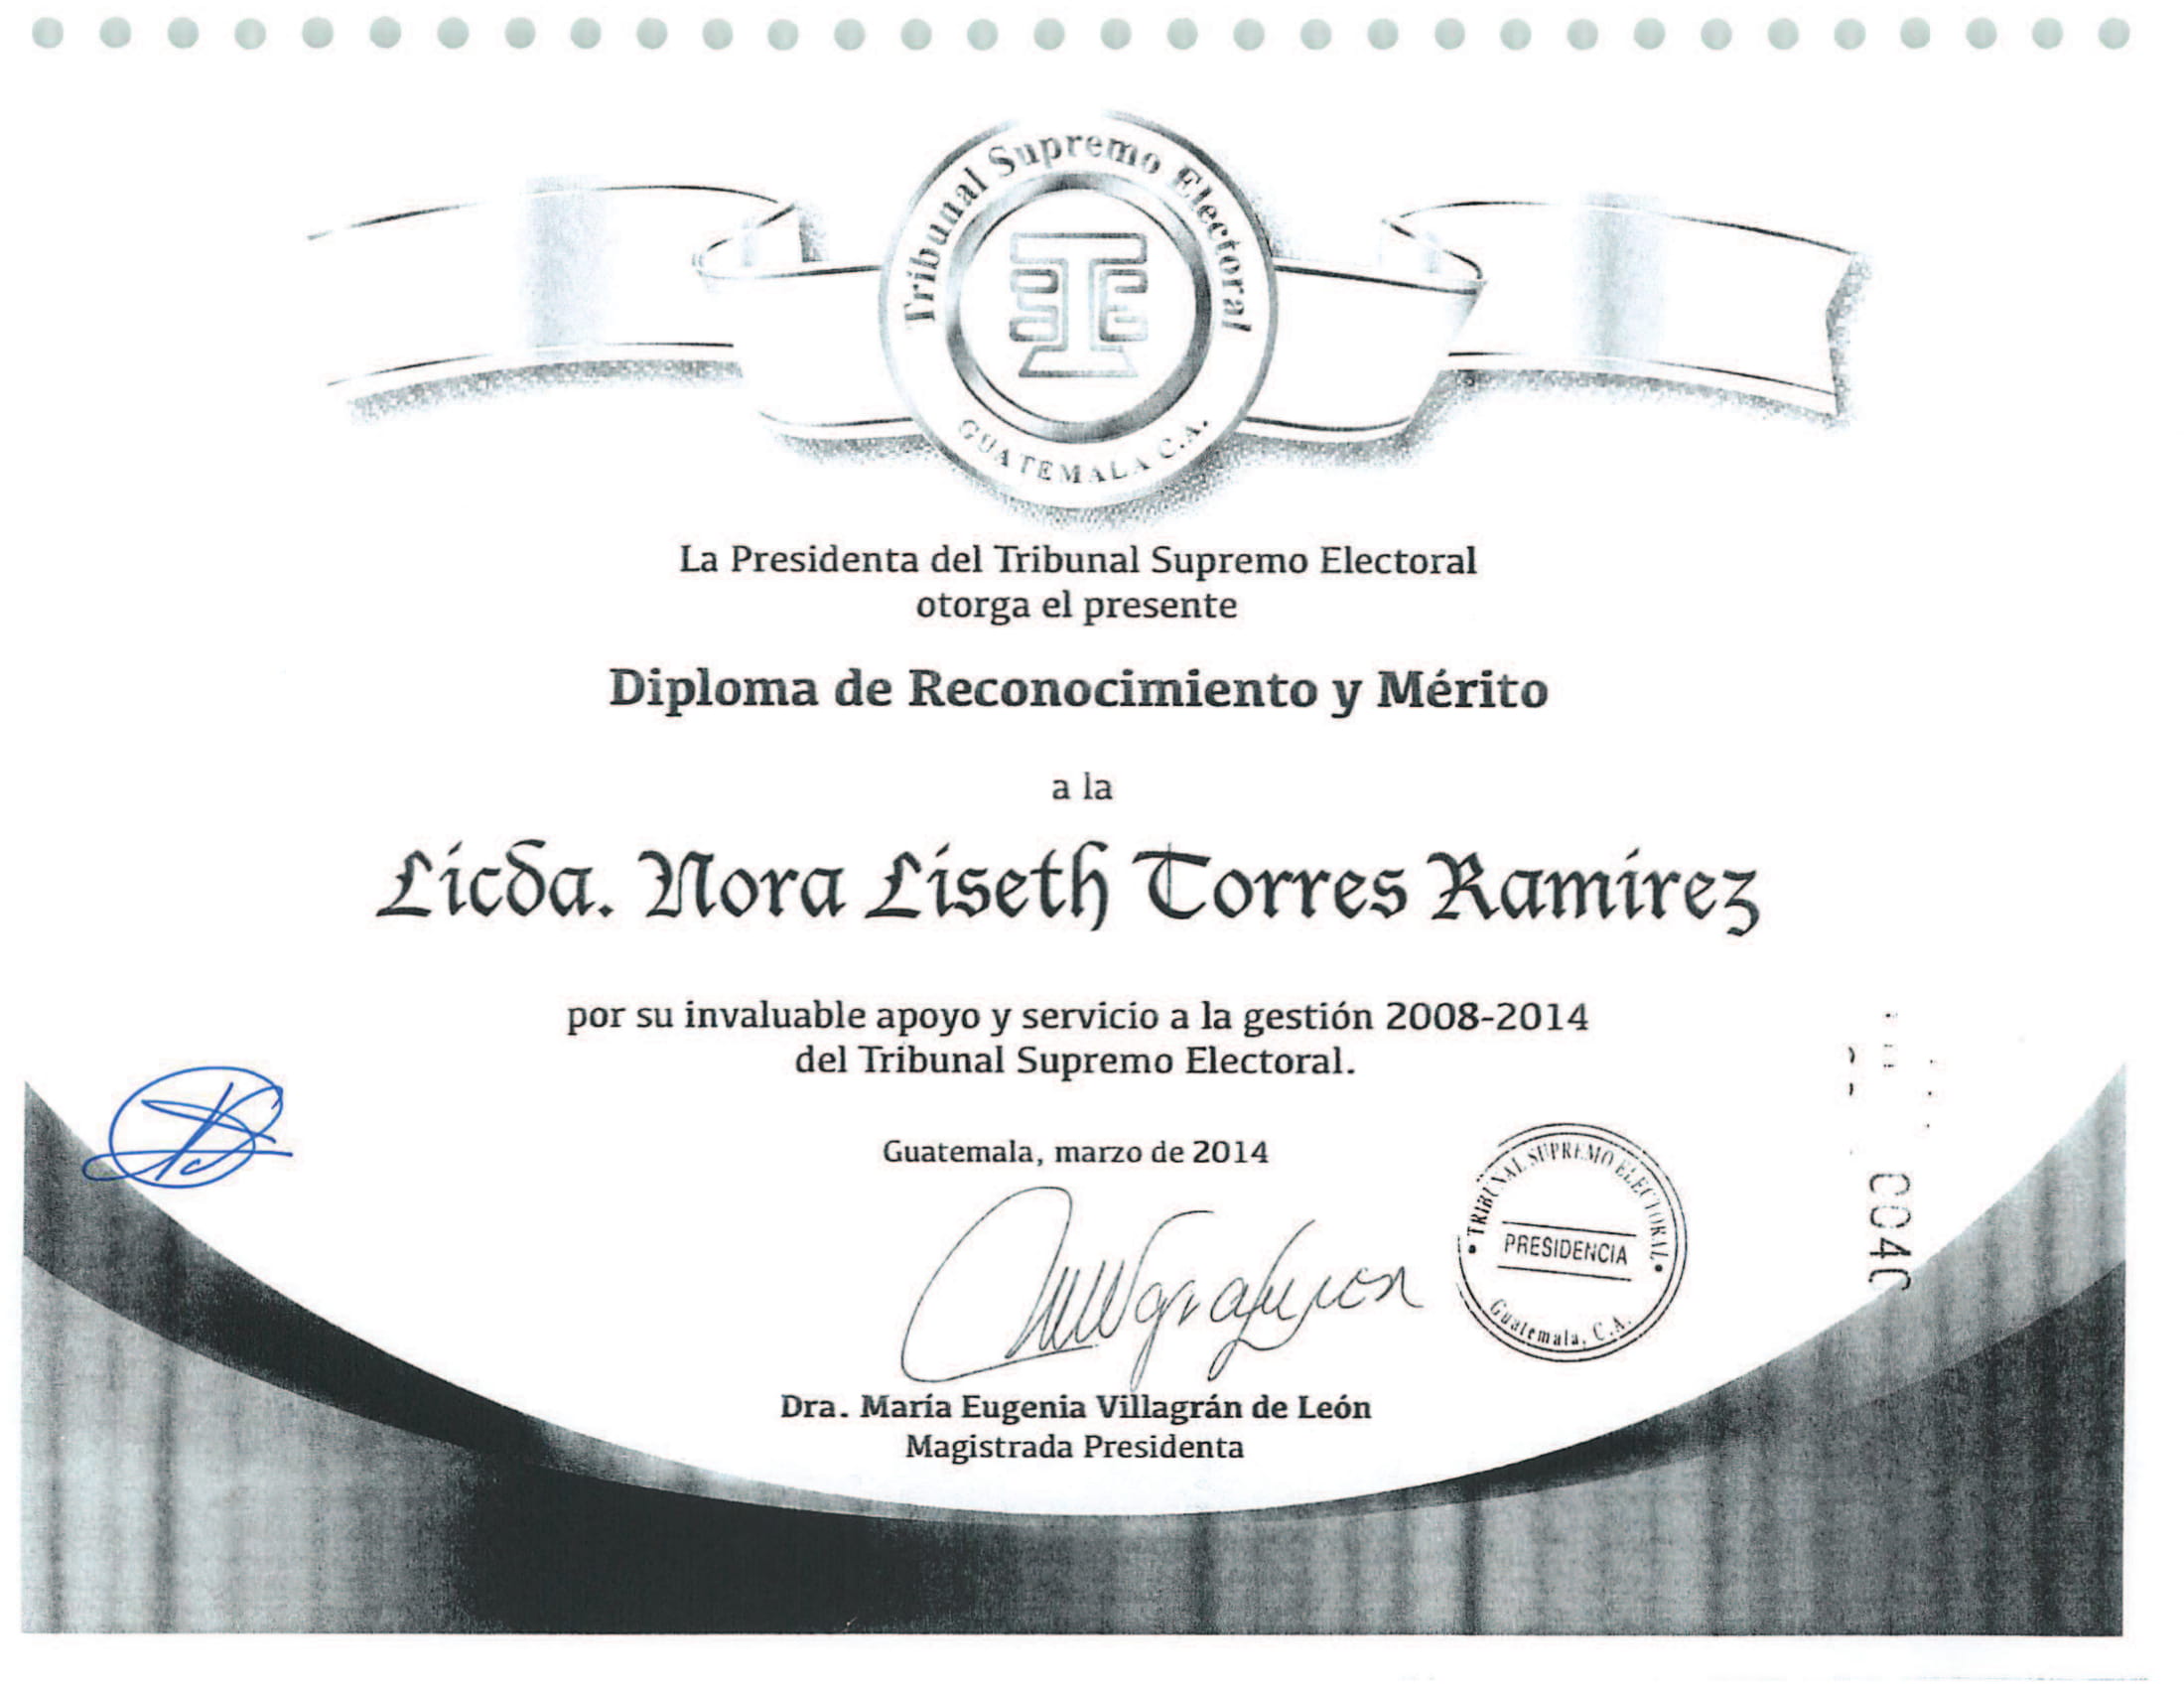 Tribunal Supremo Electoral
GUATEMALA C.A.
La Presidenta del Tribunal Supremo Electoral
otorga el presente
Diploma de Reconocimiento y Mérito
a la
Licda. Nora Liseth Torres Ramírez
por su invaluable apoyo y servicio a la gestión 2008-2014
del Tribunal Supremo Electoral.
Guatemala, marzo de 2014
TRIBUNAL SUPREMO ELECTORAL
PRESIDENCIA
Guatemala, C.A.
Dra. María Eugenia Villagrán de León
Magistrada Presidenta